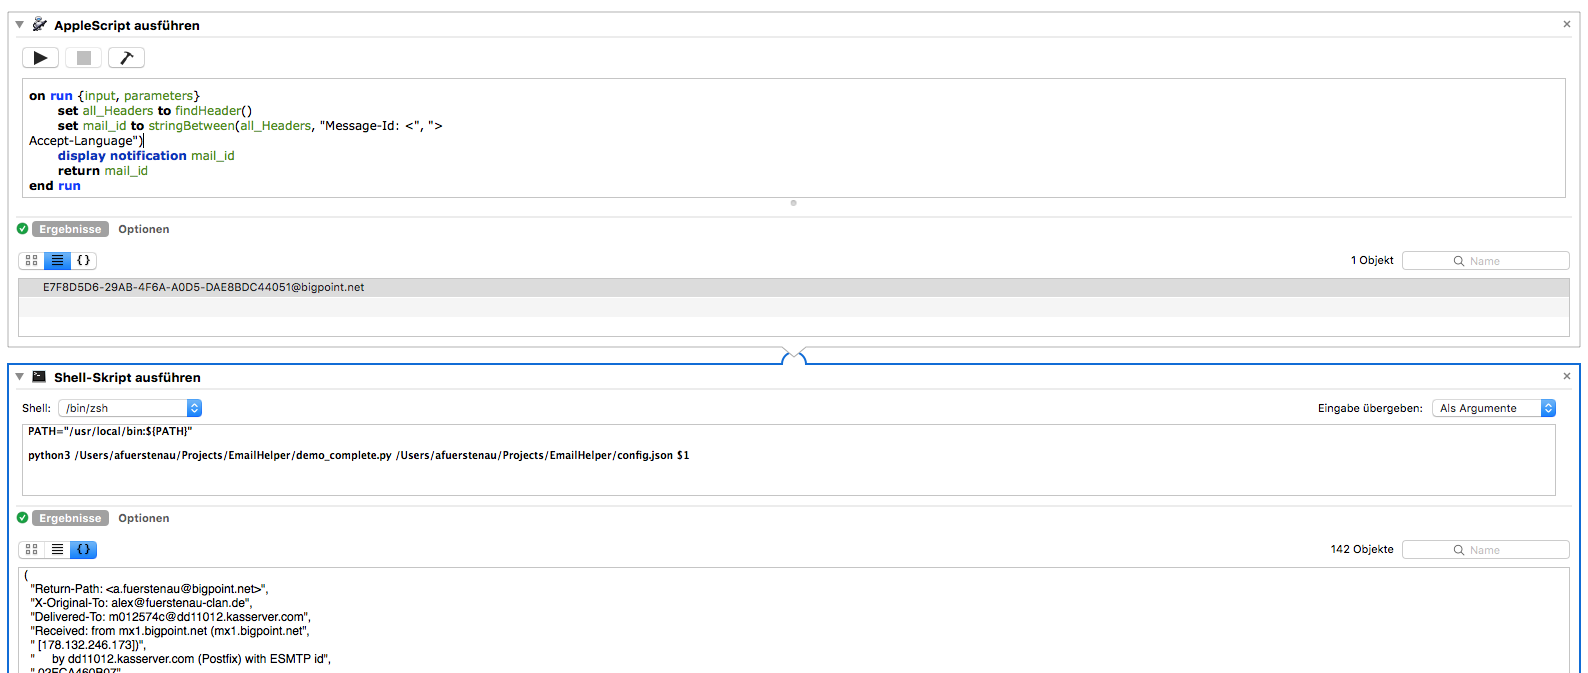 AppleScript ausführen
on run {input, parameters}
set all_Headers to findHeader()
set mail_id to stringBetween(all_Headers, "Message-Id: <", ">
Accept-Language")
display notification mail_id
return mail_id
end run
Ergebnisse Optionen
{} 1 Objekt Name
E7F8D5D6-29AB-4F6A-A0D5-DAE8BDC44051@bigpoint.net
Shell-Skript ausführen
Shell: /bin/zsh Eingabe übergeben: Als Argumente
PATH="/usr/local/bin:${PATH}"
python3 /Users/afuerstenau/Projects/EmailHelper/demo_complete.py /Users/afuerstenau/Projects/EmailHelper/config.json $1
Ergebnisse Optionen
{} 142 Objekte Name
(
"Return-Path: <a.fuerstenau@bigpoint.net>",
"X-Original-To: alex@fuerstenau-clan.de",
"Delivered-To: m012574c@dd11012.kasserver.com",
"Received: from mx1.bigpoint.net (mx1.bigpoint.net",
" [178.132.246.173])",
" by dd11012.kasserver.com (Postfix) with ESMTP id",